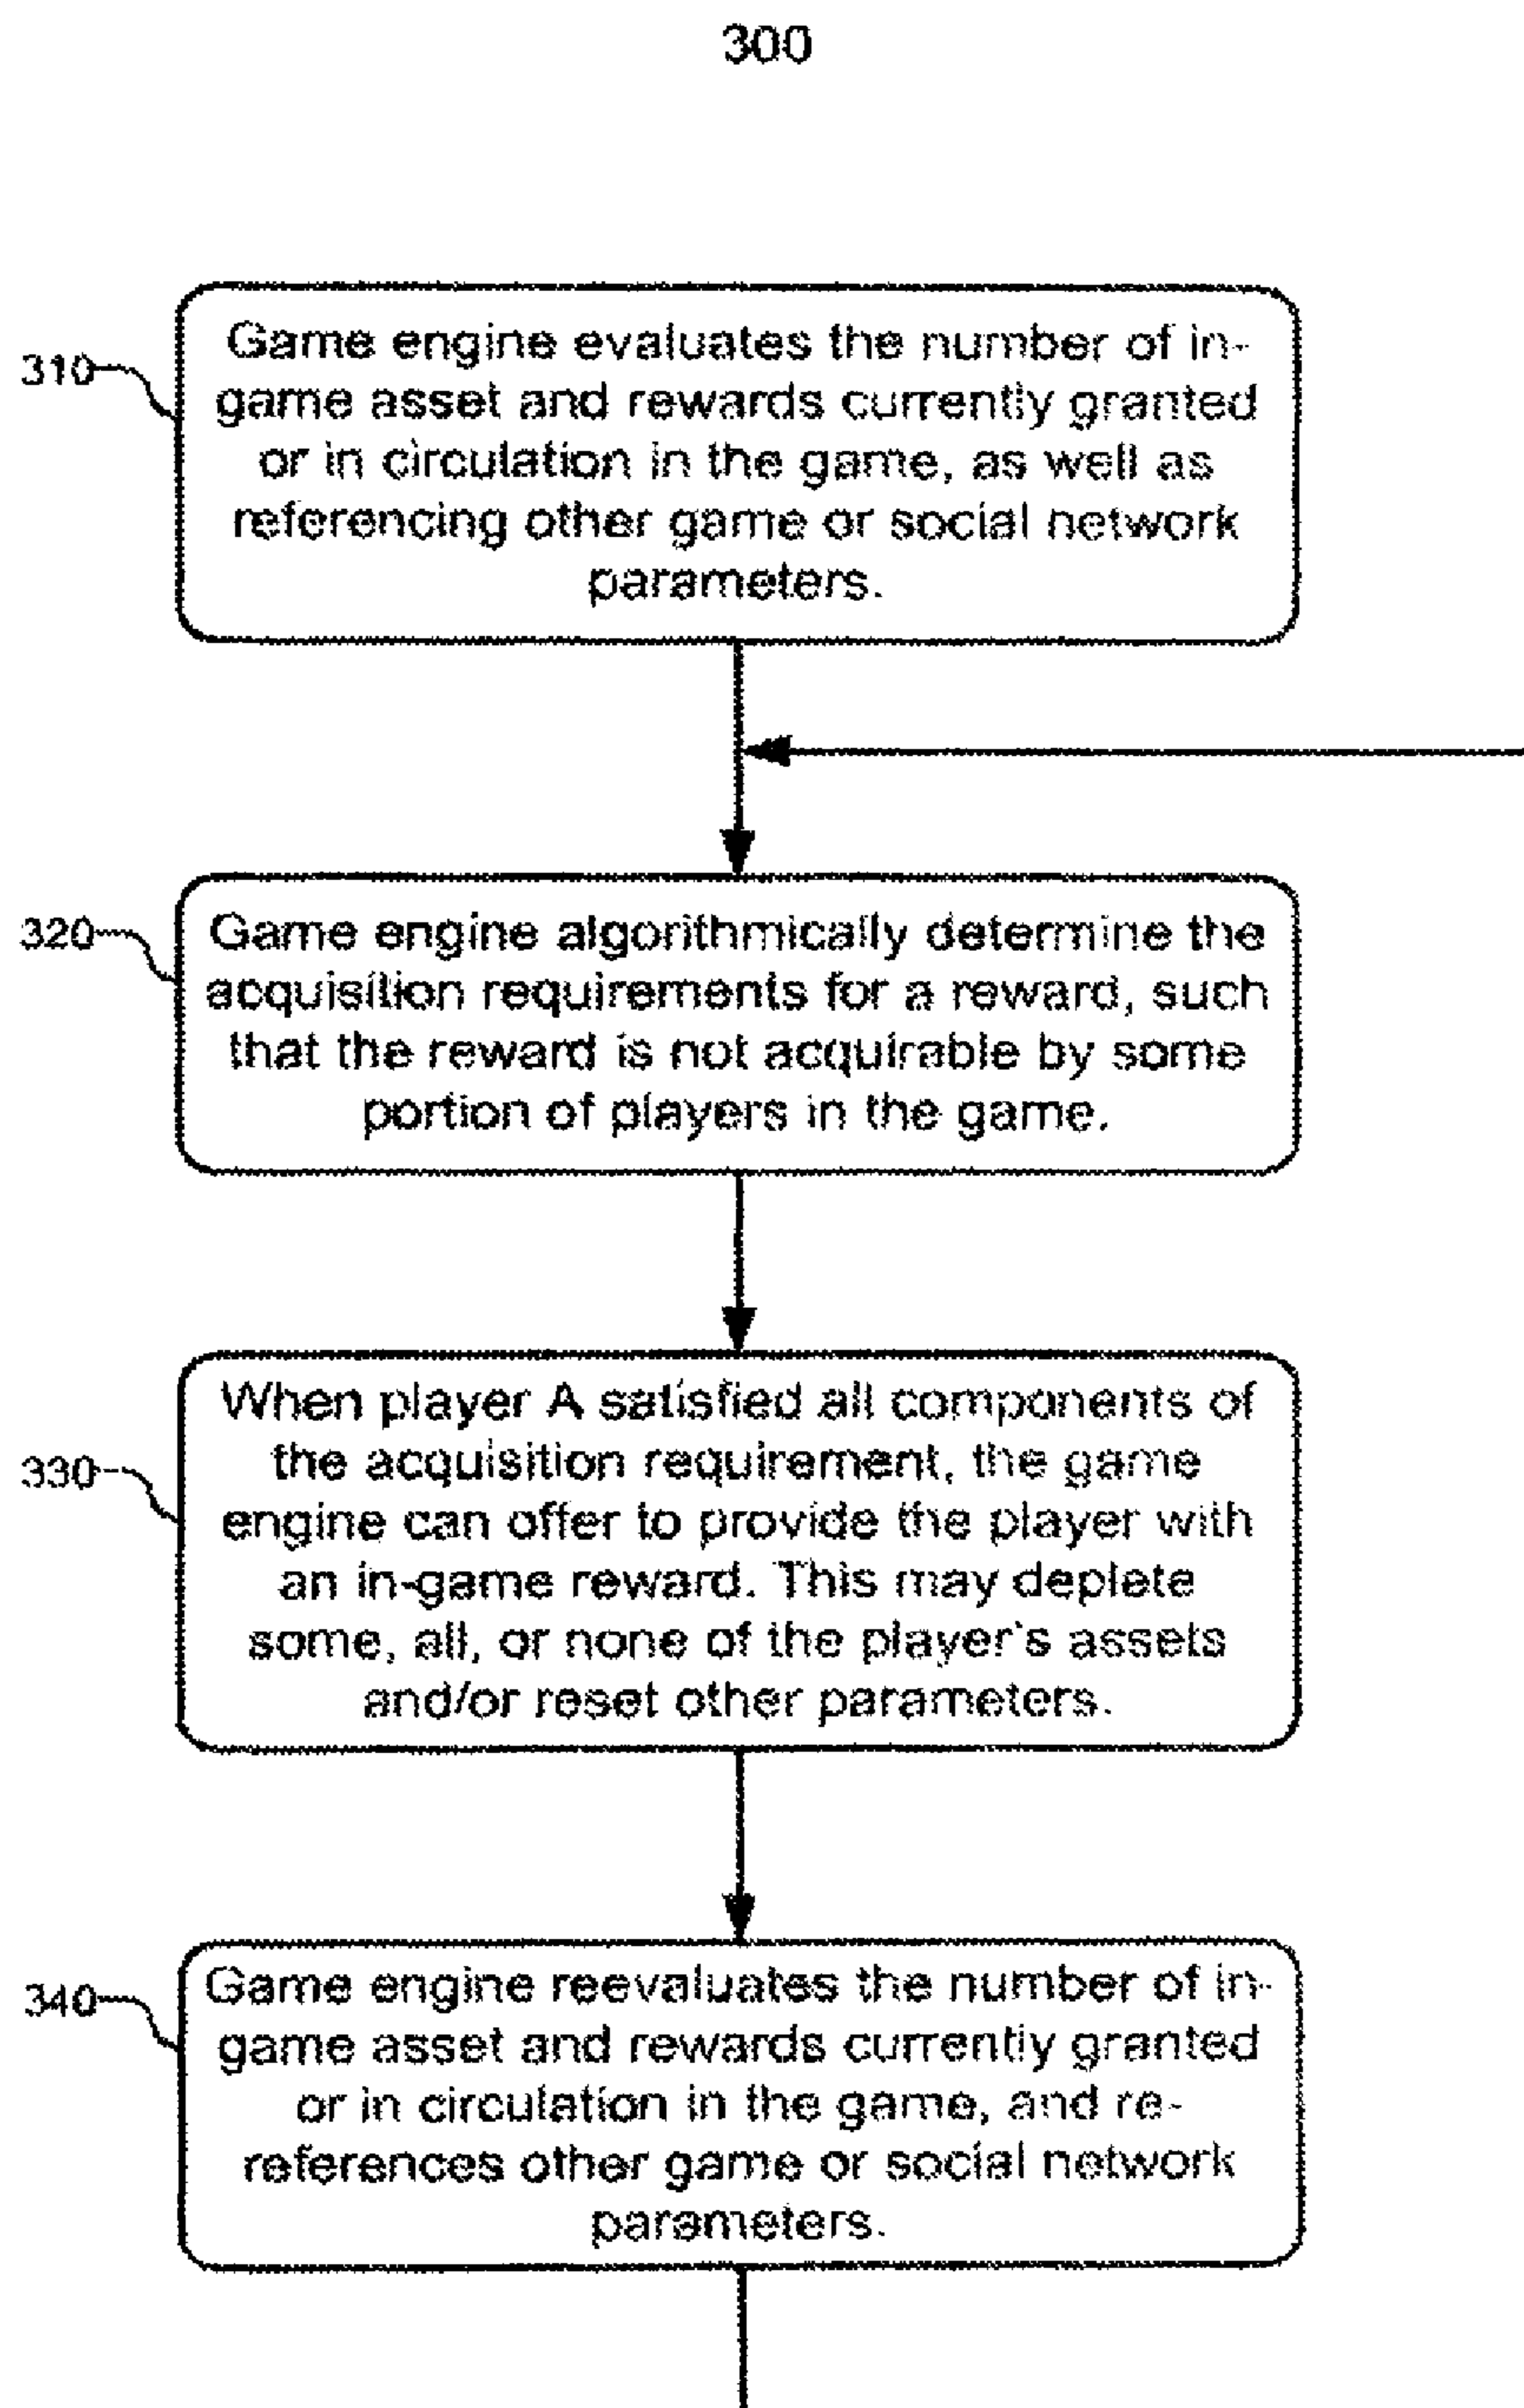 300
310
Game engine evaluates the number of in-
game asset and rewards currently granted
or in circulation in the game, as well as
referencing other game or social network
parameters.
320
Game engine algorithmically determine the
acquisition requirements for a reward, such
that the reward is not acquirable by some
portion of players in the game.
330
When player A satisfied all components of
the acquisition requirement, the game
engine can offer to provide the player with
an in-game reward. This may deplete
some, all, or none of the player's assets
and/or reset other parameters.
340
Game engine reevaluates the number of in-
game asset and rewards currently granted
or in circulation in the game, and re-
references other game or social network
parameters.